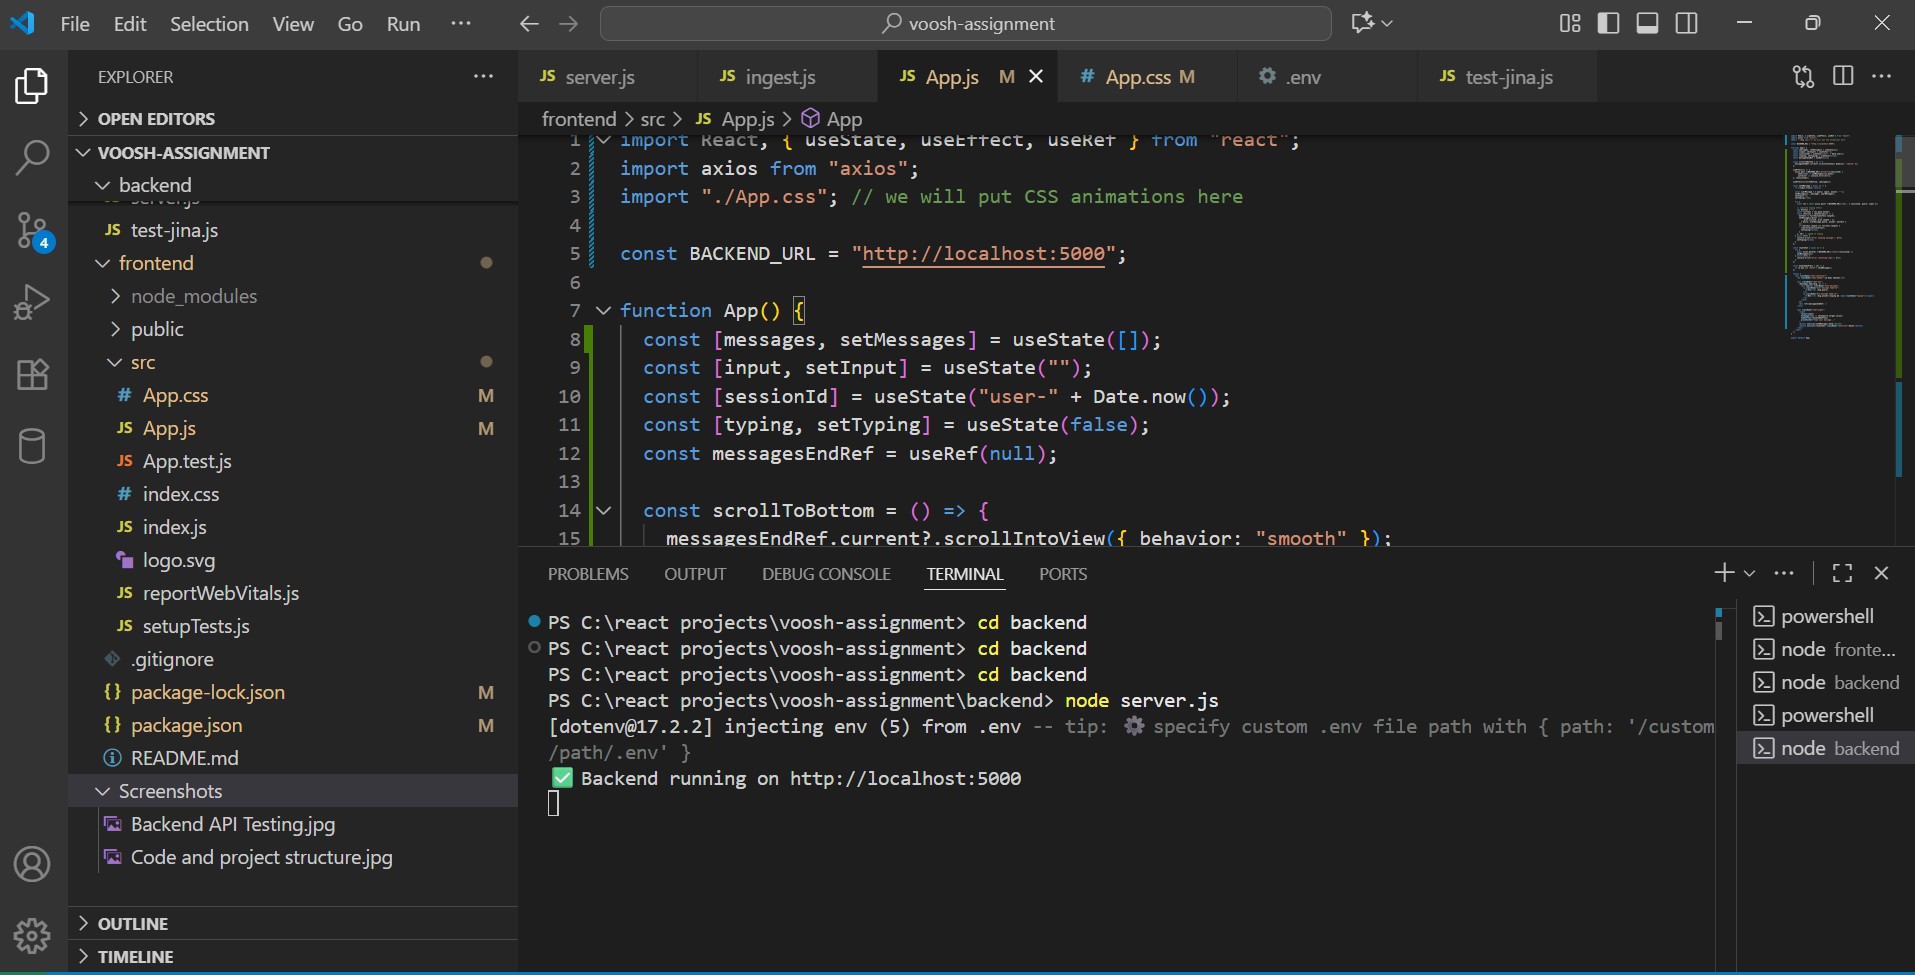 File Edit Selection View Go Run ··· voosh-assignment
EXPLORER ···
OPEN EDITORS
VOOSH-ASSIGNMENT
backend
server.js
JS test-jina.js
frontend
node_modules
public
src
# App.css M
JS App.js M
JS App.test.js
# index.css
JS index.js
logo.svg
JS reportWebVitals.js
JS setupTests.js
.gitignore
{} package-lock.json M
{} package.json M
README.md
Screenshots
Backend API Testing.jpg
Code and project structure.jpg
OUTLINE
TIMELINE
4
JS server.js JS ingest.js JS App.js M # App.css M .env JS test-jina.js
frontend > src > JS App.js > App
1 import React, { useState, useEffect, useRef } from "react";
2 import axios from "axios";
3 import "./App.css"; // we will put CSS animations here
4
5 const BACKEND_URL = "http://localhost:5000";
6
7 function App() {
8 const [messages, setMessages] = useState([]);
9 const [input, setInput] = useState("");
10 const [sessionId] = useState("user-" + Date.now());
11 const [typing, setTyping] = useState(false);
12 const messagesEndRef = useRef(null);
13
14 const scrollToBottom = () => {
15 messagesEndRef.current?.scrollIntoView({ behavior: "smooth" });
PROBLEMS OUTPUT DEBUG CONSOLE TERMINAL PORTS
PS C:\react projects\voosh-assignment> cd backend
PS C:\react projects\voosh-assignment> cd backend
PS C:\react projects\voosh-assignment> cd backend
PS C:\react projects\voosh-assignment\backend> node server.js
[dotenv@17.2.2] injecting env (5) from .env -- tip: ⚙️ specify custom .env file path with { path: '/custom
/path/.env' }
✅ Backend running on http://localhost:5000
powershell
node fronte...
node backend
powershell
node backend